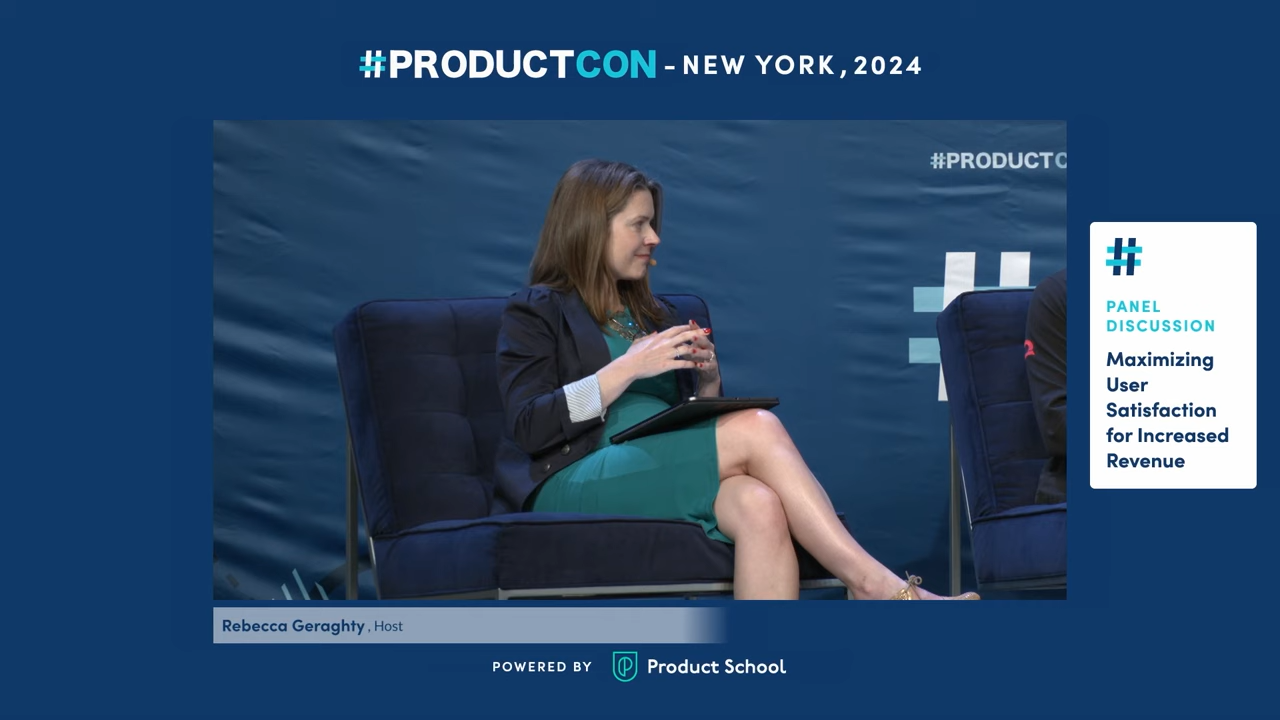 #PRODUCTCON - NEW YORK, 2024
#PRODUCTC
#
PANEL
DISCUSSION
Maximizing
User
Satisfaction
for Increased
Revenue
Rebecca Geraghty, Host
POWERED BY Product School